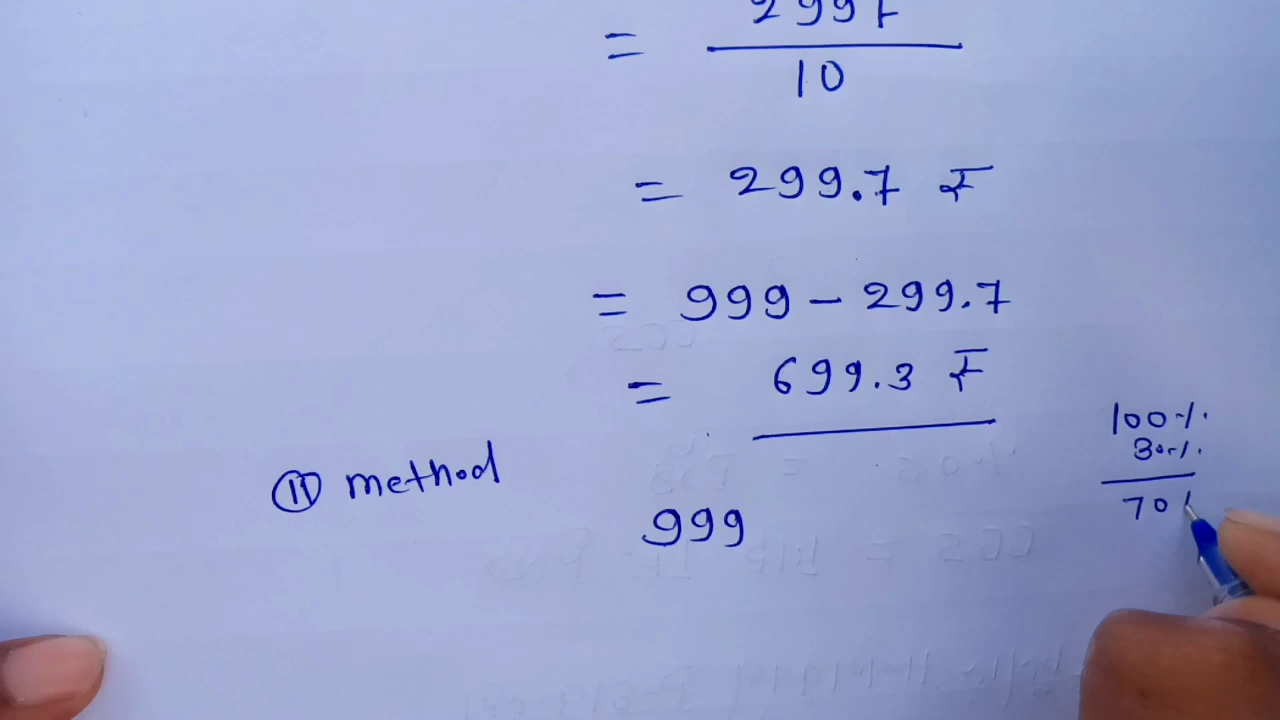 2997
=
10
= 299.7 ₹
= 999 - 299.7
= 699.3 ₹
100%
30%
70%
(II) method
999